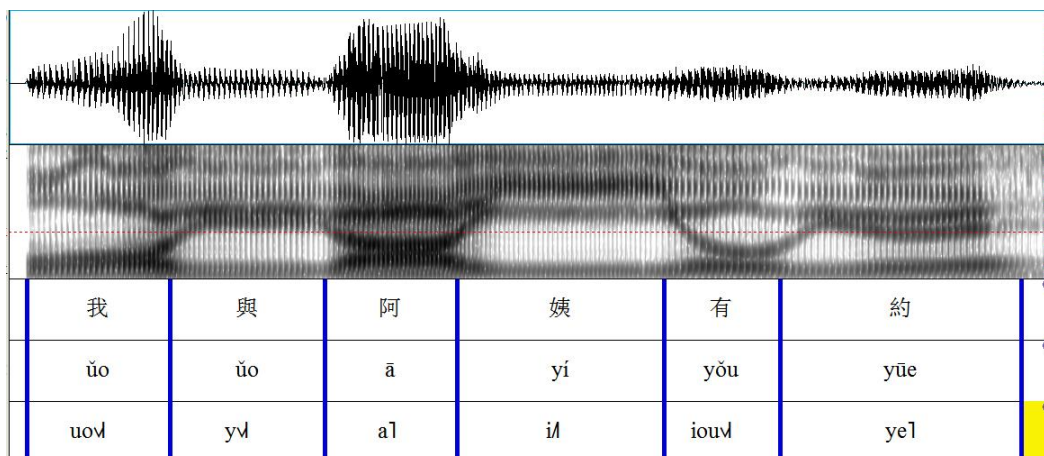 我 與 阿 姨 有 約
ǔo ǔo ā yí yǒu yūe
uo˨˩˦ y˨˩˦ a˥ i˧˥ iou˨˩˦ ye˥